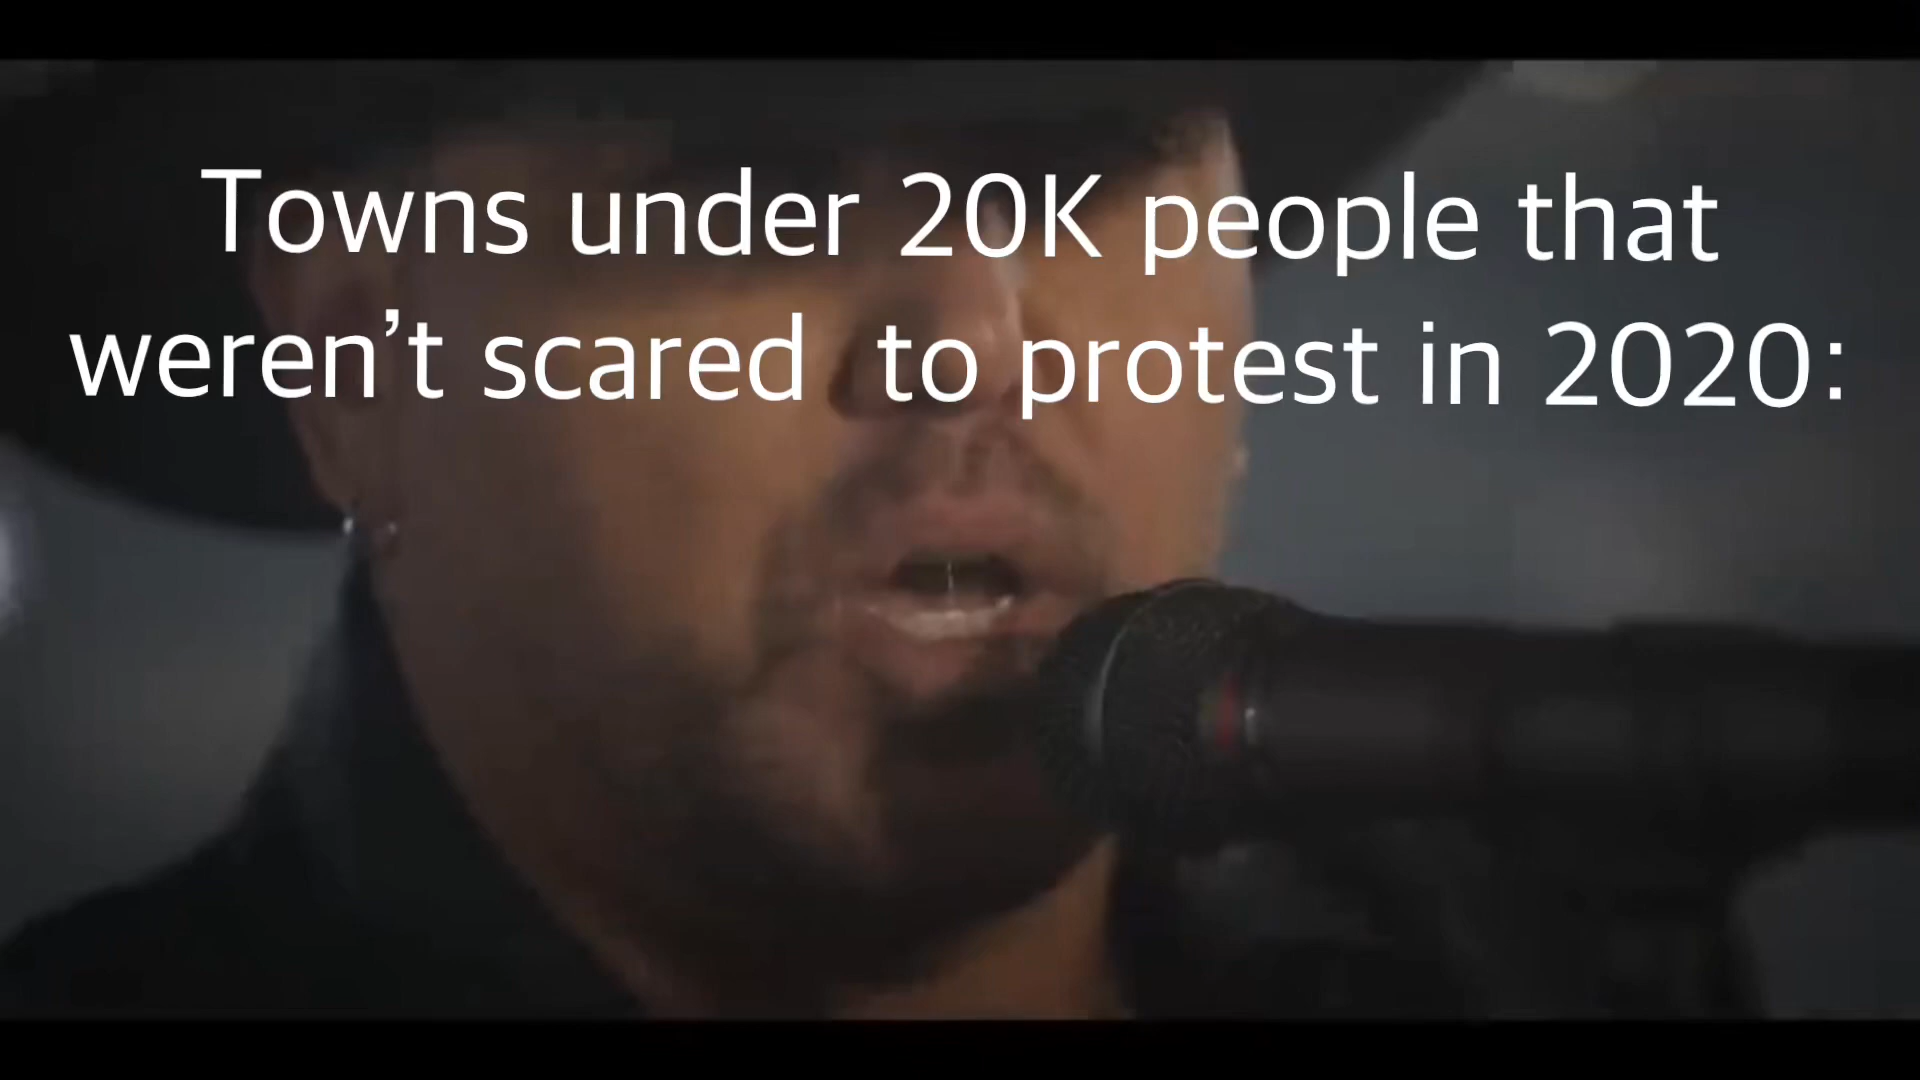 Towns under 20K people that
weren’t scared  to protest in 2020: